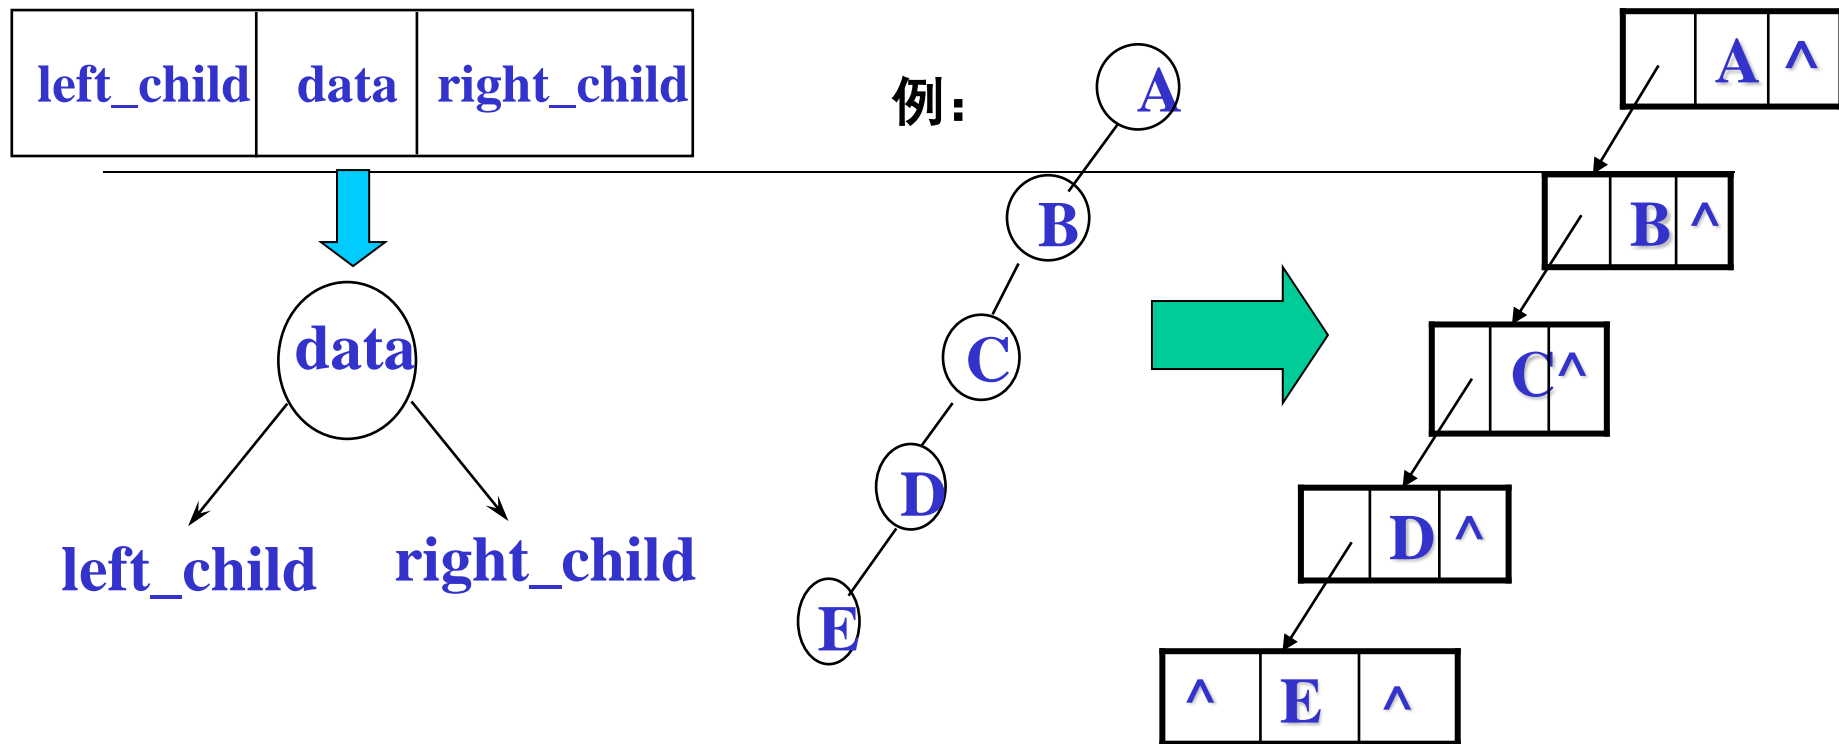 left_child data right_child
data
left_child right_child
例：
A
B
C
D
E
A ^
B ^
C ^
D ^
^ E ^